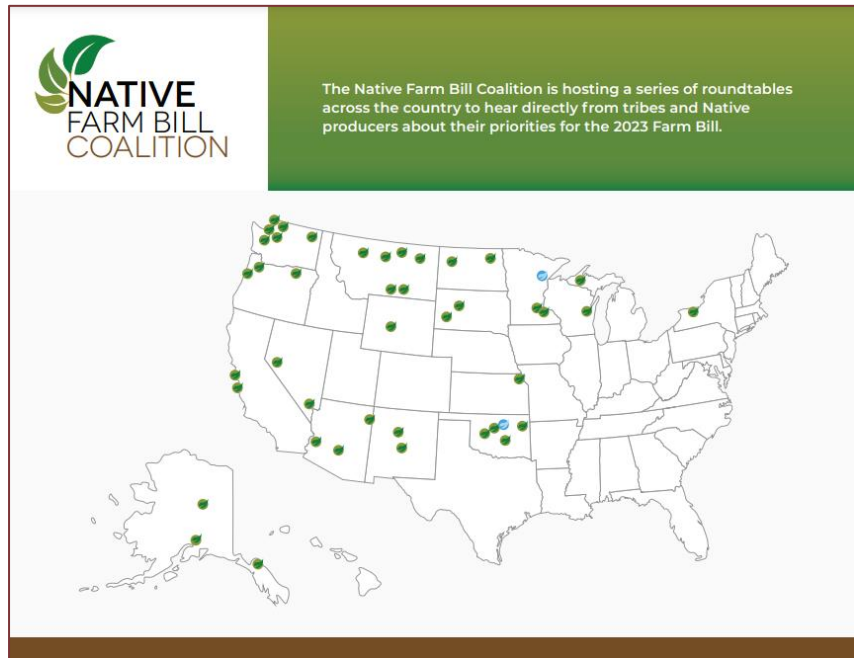 NATIVE
FARM BILL
COALITION
The Native Farm Bill Coalition is hosting a series of roundtables
across the country to hear directly from tribes and Native
producers about their priorities for the 2023 Farm Bill.